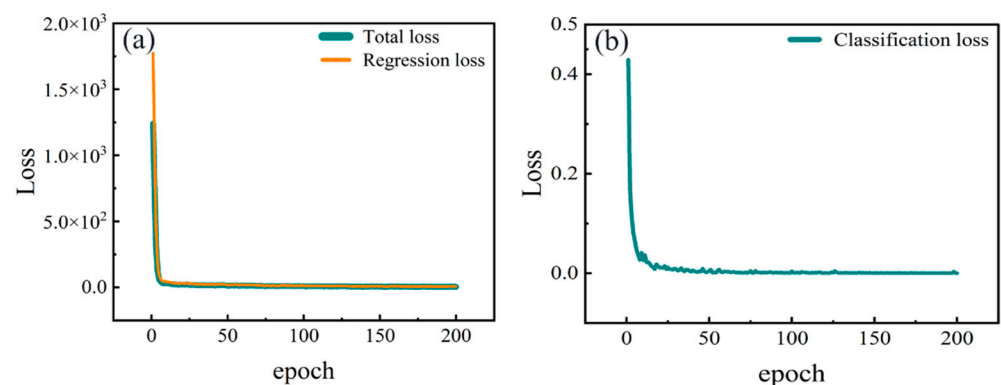 (a)
Total loss
Regression loss
2.0×10³
1.5×10³
1.0×10³
5.0×10²
0.0
Loss
0
50
100
150
200
epoch
(b)
Classification loss
0.5
0.4
0.2
0.0
Loss
0
50
100
150
200
epoch